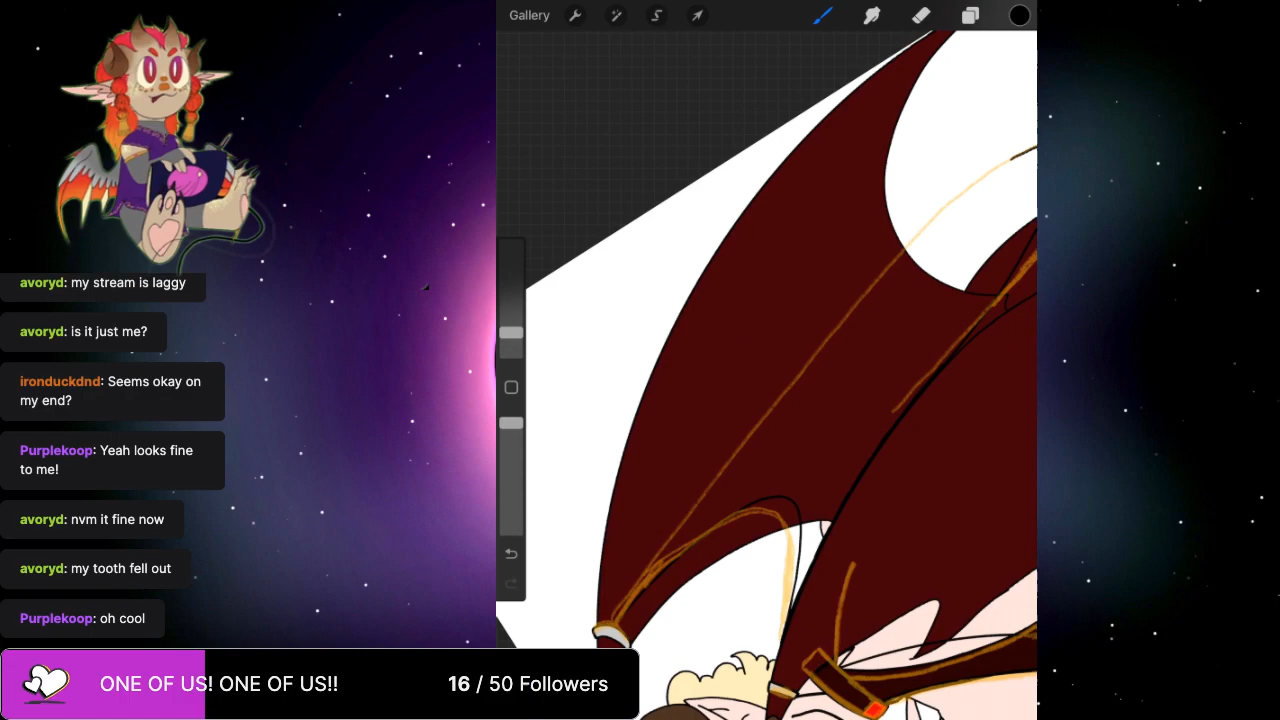 Gallery
avoryd: my stream is laggy
avoryd: is it just me?
ironduckdnd: Seems okay on
my end?
Purplekoop: Yeah looks fine
to me!
avoryd: nvm it fine now
avoryd: my tooth fell out
Purplekoop: oh cool
ONE OF US! ONE OF US!! 16 / 50 Followers